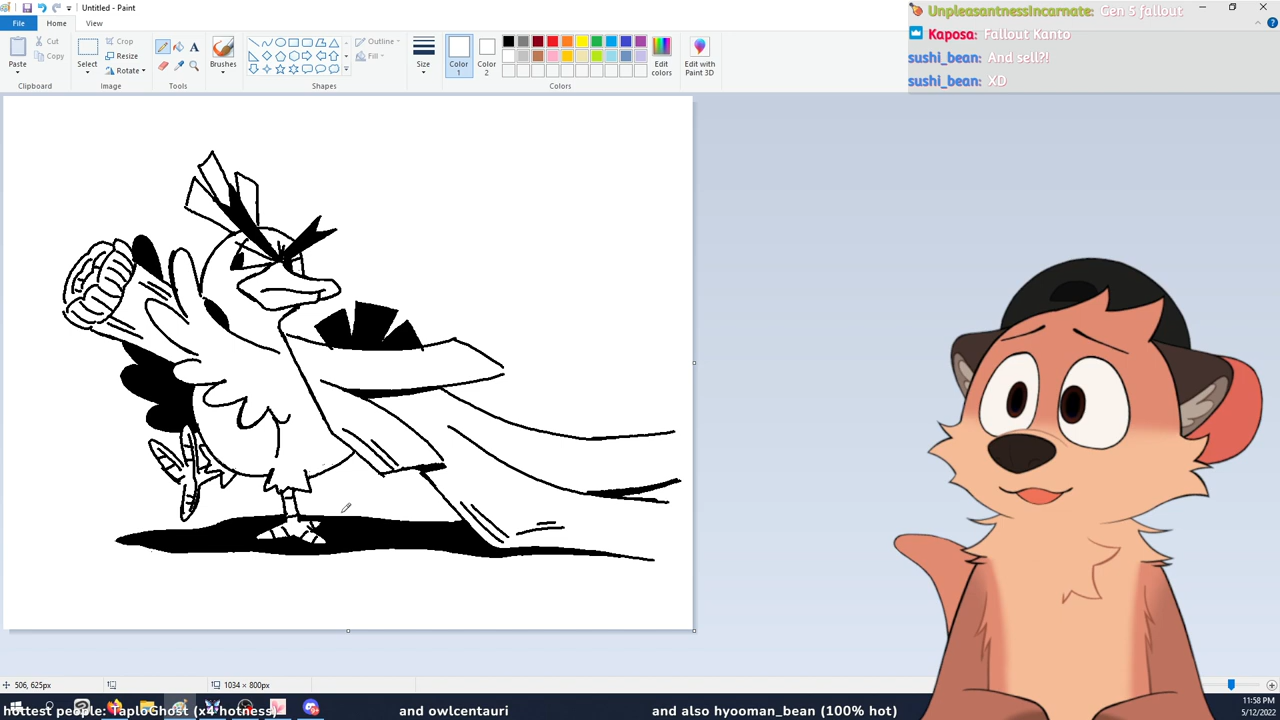 Untitled - Paint
File
Home
View
Paste
Cut
Copy
Clipboard
Select
Crop
Resize
Rotate
Image
A
Tools
Brushes
Outline
Fill
Shapes
Size
Color 1
Color 2
Edit colors
Colors
Edit with Paint 3D
UnpleasantnessIncarnate: Gen 5 fallout
Kaposa: Fallout Kanto
sushi_bean: And sell?!
sushi_bean: XD
506, 625px
1034 × 800px
hottest people: TaploGhost (x4 hotness)
and owlcentauri
and also hyooman_bean (100% hot)
11:58 PM
5/12/2022